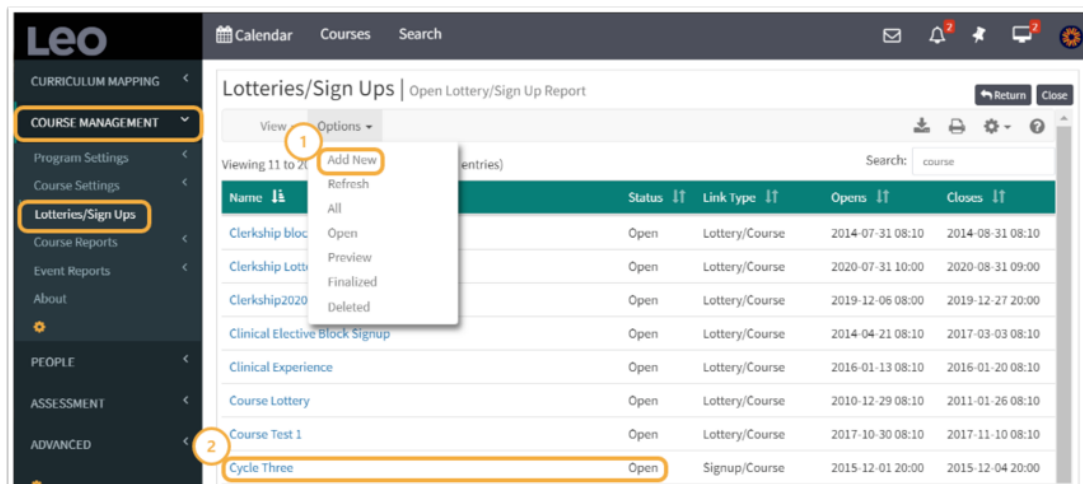 Leo
Calendar Courses Search
2 2
CURRICULUM MAPPING
COURSE MANAGEMENT
Program Settings
Course Settings
Lotteries/Sign Ups
Course Reports
Event Reports
About
PEOPLE
ASSESSMENT
ADVANCED
Lotteries/Sign Ups | Open Lottery/Sign Up Report
Return Close
View Options
1
Add New
Refresh
All
Open
Preview
Finalized
Deleted
Viewing 11 to 20 entries)
Search: course
Name Status Link Type Opens Closes
Clerkship bloc Open Lottery/Course 2014-07-31 08:10 2014-08-31 08:10
Clerkship Lott Open Lottery/Course 2020-07-31 10:00 2020-08-31 09:00
Clerkship2020 Open Lottery/Course 2019-12-06 08:00 2019-12-27 20:00
Clinical Elective Block Signup Open Lottery/Course 2014-04-21 08:10 2017-03-03 08:10
Clinical Experience Open Lottery/Course 2016-01-13 08:10 2016-01-20 08:10
Course Lottery Open Lottery/Course 2010-12-29 08:10 2011-01-26 08:10
Course Test 1 Open Lottery/Course 2017-10-30 08:10 2017-11-10 08:10
2
Cycle Three Open Signup/Course 2015-12-01 20:00 2015-12-04 20:00